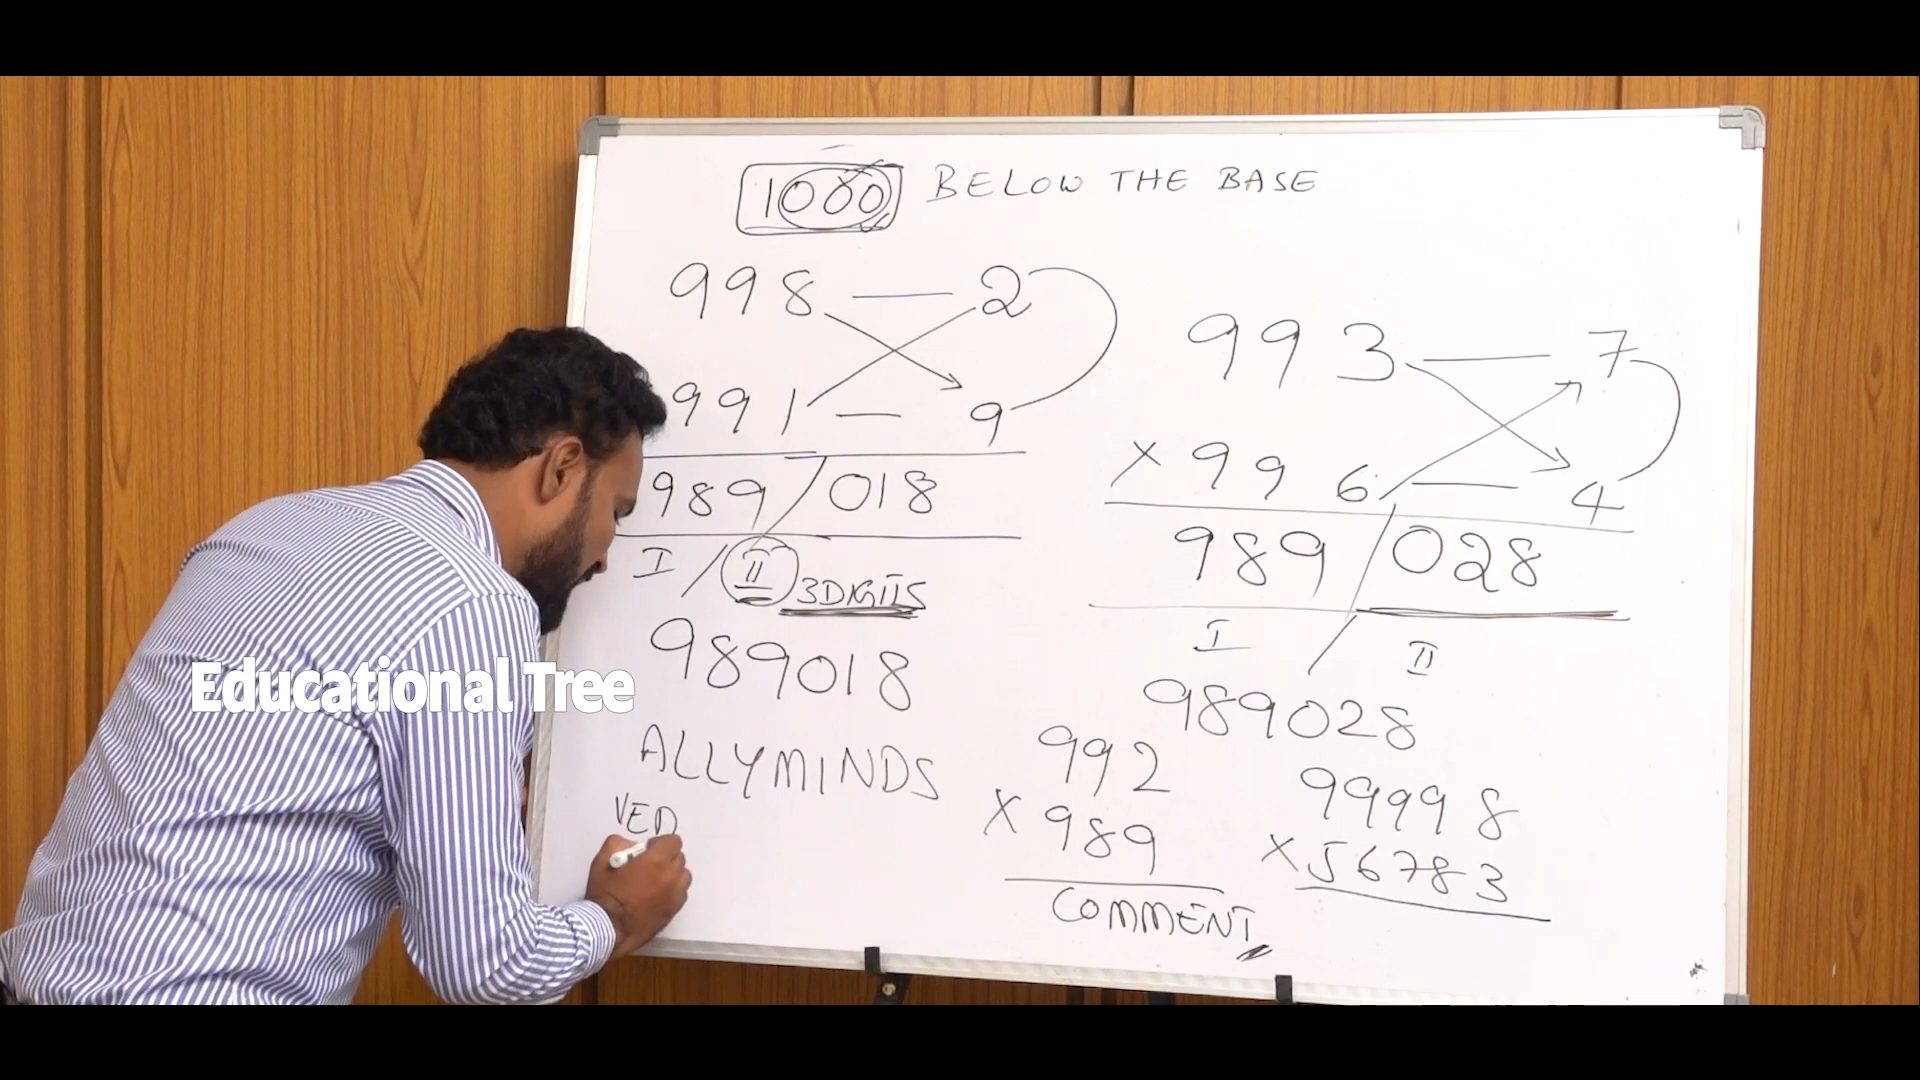 1000 BELOW THE BASE
998 — 2
991 — 9
989/018
I/II 3DIGITS
989018
ALLYMINDS
VED
993 — 7
×996 — 4
989/028
I/II
989028
992
×989
COMMENT
99998
×56783
Educational Tree